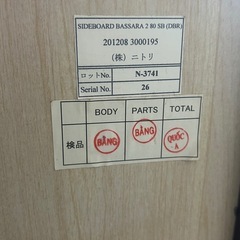 SIDEBOARD BASSARA 2 80 SB (DBR)
201208 3000195
(株)ニトリ
ロットNo. N-3741
Serial No. 26
BODY PARTS TOTAL
検品 BẰNG BẰNG QUỐC-A